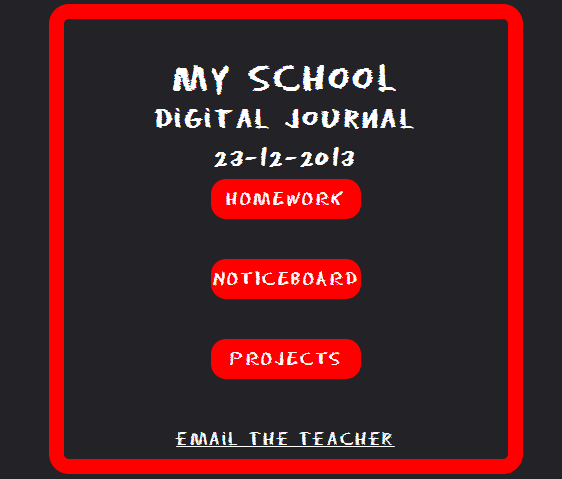 MY SCHOOL
DIGITAL JOURNAL
23-12-2013
HOMEWORK
NOTICEBOARD
PROJECTS
EMAIL THE TEACHER